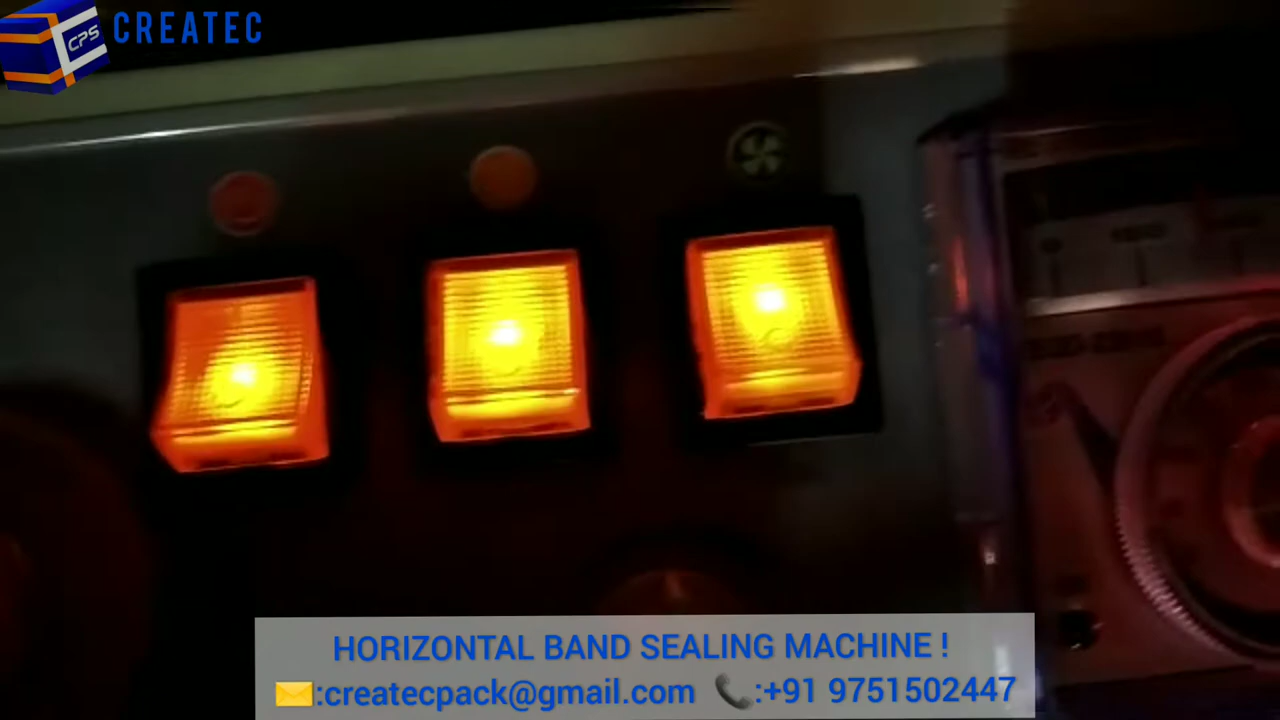 CPS
CREATEC
HORIZONTAL BAND SEALING MACHINE !
✉:createcpack@gmail.com 📞:+91 9751502447